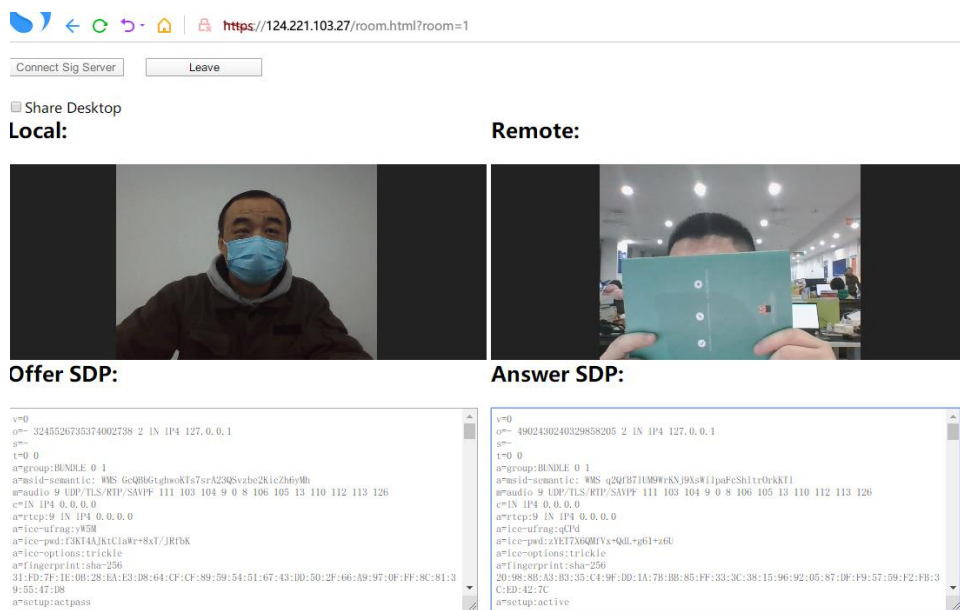 https://124.221.103.27/room.html?room=1
Connect Sig Server
Leave
Share Desktop
Local:
Remote:
Offer SDP:
Answer SDP:
v=0
o=- 3245526735374002738 2 IN IP4 127.0.0.1
s=-
t=0 0
a=group:BUNDLE 0 1
a=msid-semantic: WMS GcQBbGtghwoKTs7srA23QSvzbe2KicZh6yMh
m=audio 9 UDP/TLS/RTP/SAVPF 111 103 104 9 0 8 106 105 13 110 112 113 126
c=IN IP4 0.0.0.0
a=rtcp:9 IN IP4 0.0.0.0
a=ice-ufrag:yW5M
a=ice-pwd:f3KT4AJKtClaWr+8xT/JRfbK
a=ice-options:trickle
a=fingerprint:sha-256
31:FD:7F:1E:0B:28:EA:E3:D8:64:CF:CF:89:59:54:51:67:43:DD:50:2F:66:A9:97:0F:FF:8C:81:3
9:55:47:D8
a=setup:actpass
v=0
o=- 4902430240329858205 2 IN IP4 127.0.0.1
s=-
t=0 0
a=group:BUNDLE 0 1
a=msid-semantic: WMS q2QfB7lUM9WrKNj9XsWilpaFcShltrOrkKTl
m=audio 9 UDP/TLS/RTP/SAVPF 111 103 104 9 0 8 106 105 13 110 112 113 126
c=IN IP4 0.0.0.0
a=rtcp:9 IN IP4 0.0.0.0
a=ice-ufrag:qCPd
a=ice-pwd:zYET7X6QMfVx+QdL+g6l+z6U
a=ice-options:trickle
a=fingerprint:sha-256
20:98:8B:A3:B3:35:C4:9F:DD:1A:7B:BB:85:FF:33:3C:38:15:96:92:05:87:DF:F9:57:59:F2:FB:3
C:ED:42:7C
a=setup:active